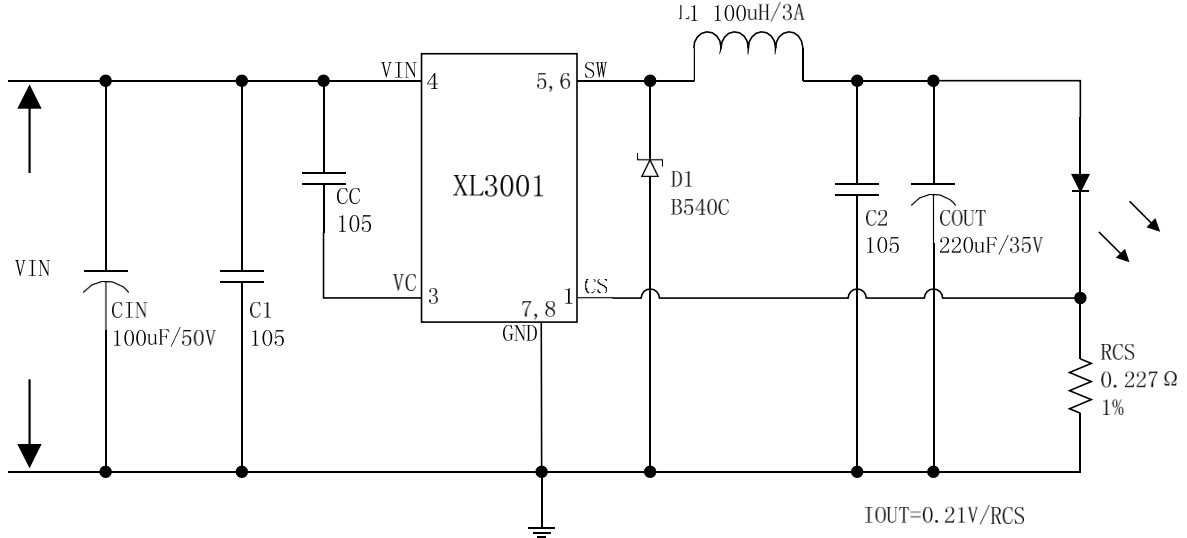 L1 100uH/3A
VIN
4
5,6
SW
XL3001
CC
105
D1
B540C
C2
105
COUT
220uF/35V
VIN
VC
3
1
CS
7,8
GND
CIN
100uF/50V
C1
105
RCS
0.227Ω
1%
IOUT=0.21V/RCS